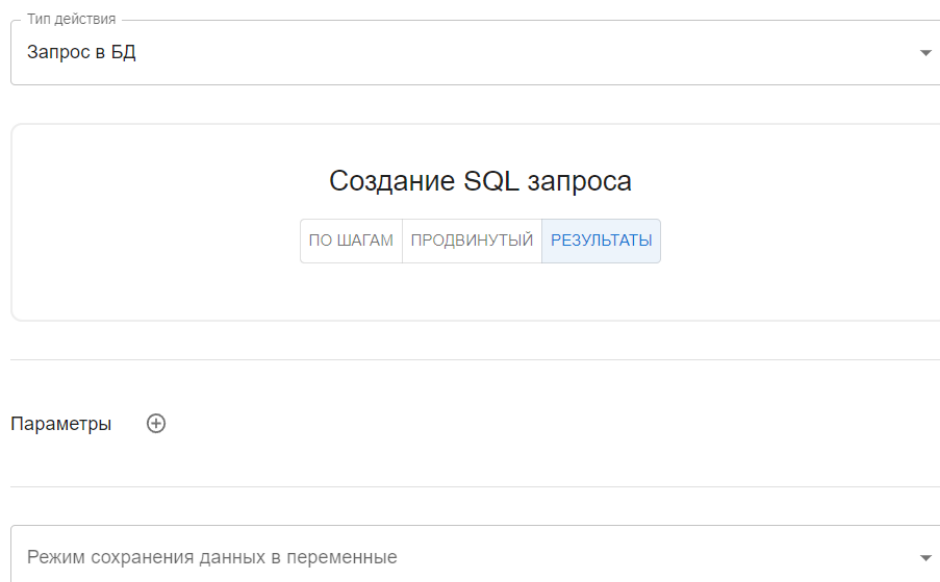 Тип действия
Запрос в БД
Создание SQL запроса
ПО ШАГАМ ПРОДВИНУТЫЙ РЕЗУЛЬТАТЫ
Параметры
Режим сохранения данных в переменные